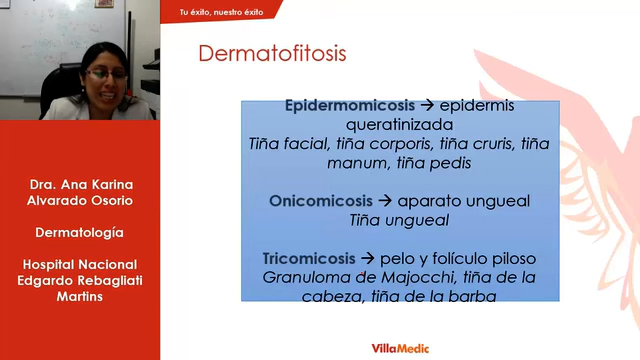 Tu éxito, nuestro éxito
Dermatofitosis
Epidermomicosis → epidermis
queratinizada
Tiña facial, tiña corporis, tiña cruris, tiña
manum, tiña pedis
Onicomicosis → aparato ungueal
Tiña ungueal
Tricomicosis → pelo y folículo piloso
Granuloma de Majocchi, tiña de la
cabeza, tiña de la barba
Dra. Ana Karina
Alvarado Osorio
Dermatología
Hospital Nacional
Edgardo Rebagliati
Martins
VillaMedic